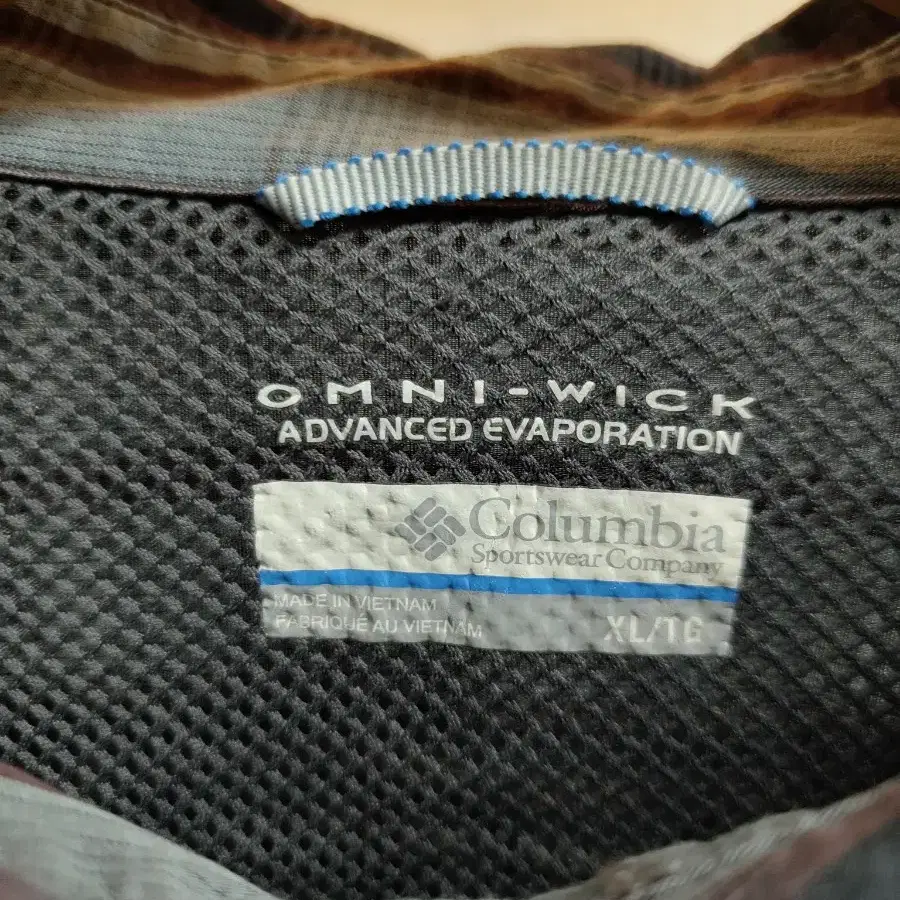 OMNI-WICK
ADVANCED EVAPORATION
Columbia
Sportswear Company
MADE IN VIETNAM
FABRIQUÉ AU VIETNAM
XL/TG